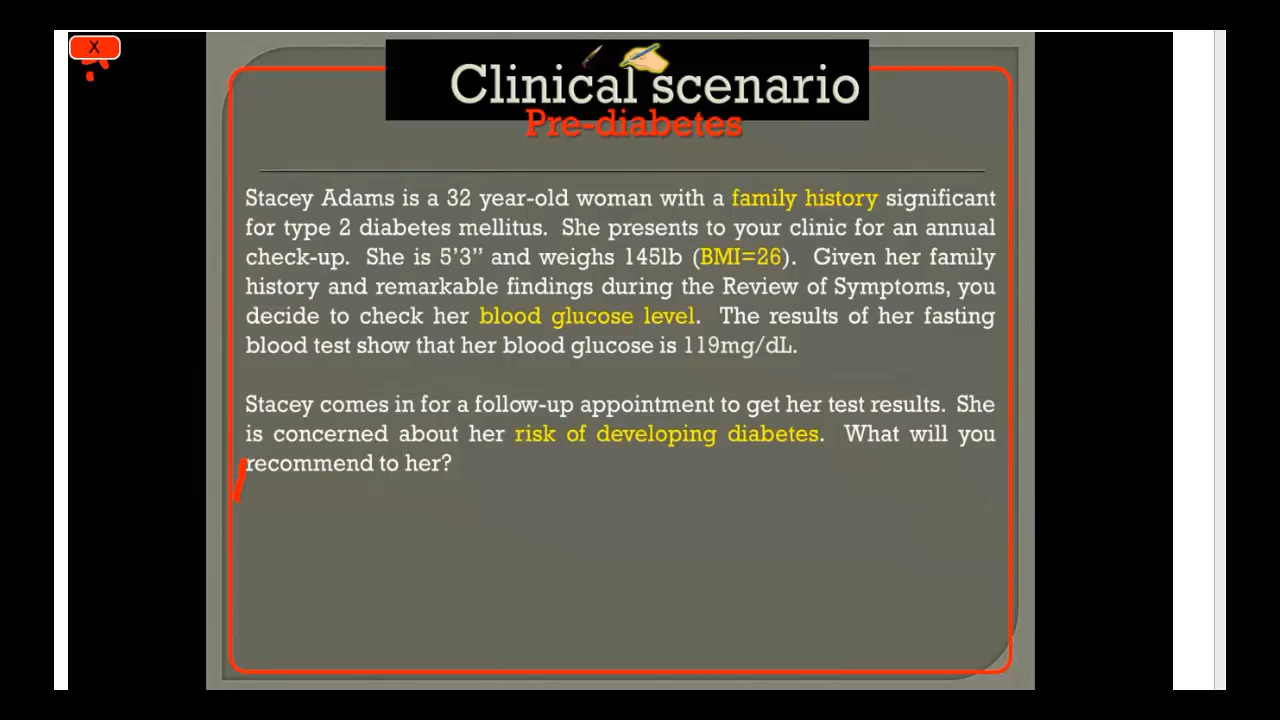 X
Clinical scenario
Pre-diabetes
Stacey Adams is a 32 year-old woman with a family history significant
for type 2 diabetes mellitus. She presents to your clinic for an annual
check-up. She is 5’3” and weighs 145lb (BMI=26). Given her family
history and remarkable findings during the Review of Symptoms, you
decide to check her blood glucose level. The results of her fasting
blood test show that her blood glucose is 119mg/dL.
Stacey comes in for a follow-up appointment to get her test results. She
is concerned about her risk of developing diabetes. What will you
recommend to her?